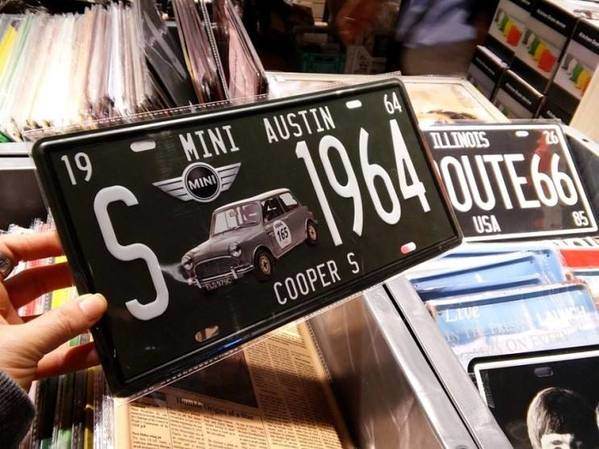 19
MINI AUSTIN
64
MINI
S
1964
165
COOPER S
ILLINOIS
26
OUTE66
USA
85
Live
LAUNCH